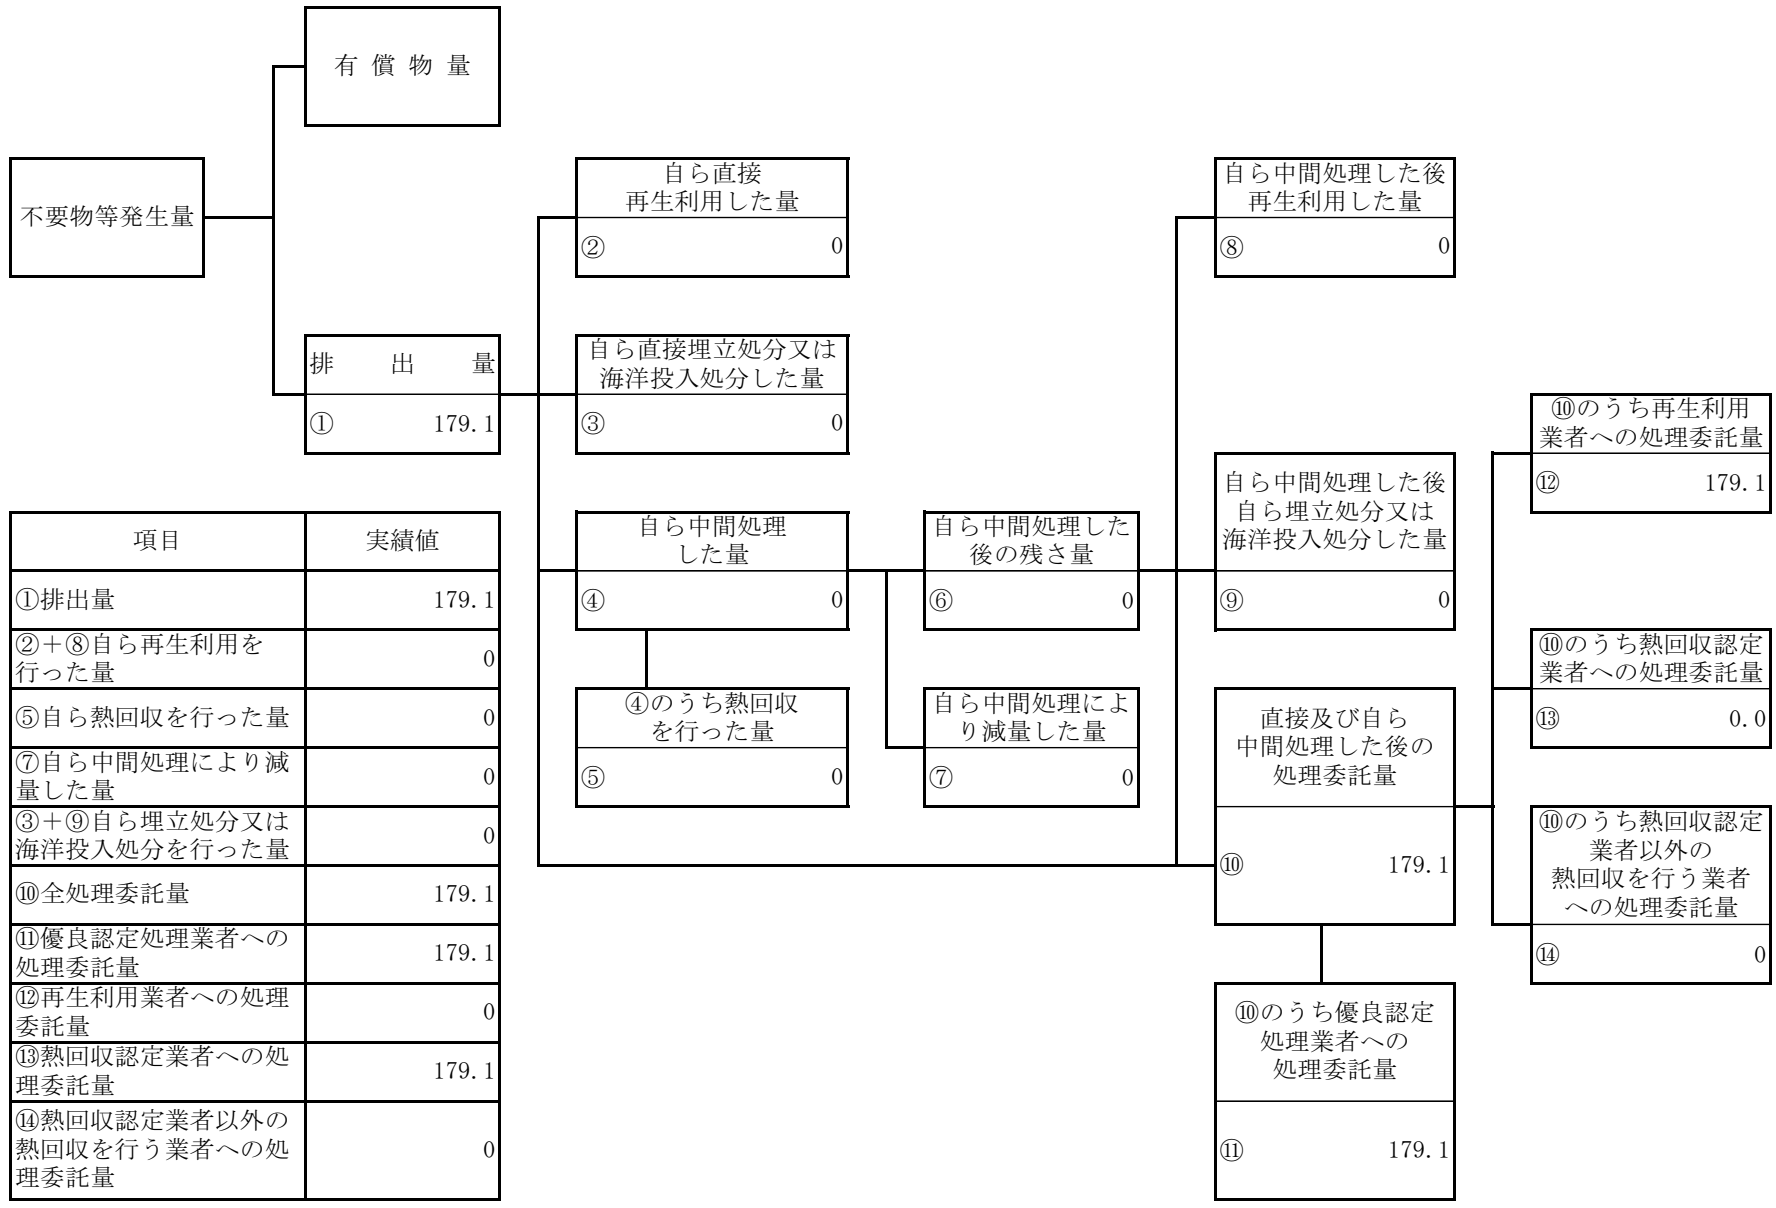 有償物量
不要物等発生量
排出量
① 179.1
自ら直接
再生利用した量
② 0
自ら直接埋立処分又は
海洋投入処分した量
③ 0
自ら中間処理
した量
④ 0
④のうち熱回収
を行った量
⑤ 0
自ら中間処理した
後の残さ量
⑥ 0
自ら中間処理によ
り減量した量
⑦ 0
自ら中間処理した後
再生利用した量
⑧ 0
自ら中間処理した後
自ら埋立処分又は
海洋投入処分した量
⑨ 0
直接及び自ら
中間処理した後の
処理委託量
⑩ 179.1
⑩のうち優良認定
処理業者への
処理委託量
⑪ 179.1
⑩のうち再生利用
業者への処理委託量
⑫ 179.1
⑩のうち熱回収認定
業者への処理委託量
⑬ 0.0
⑩のうち熱回収認定
業者以外の
熱回収を行う業者
への処理委託量
⑭ 0
項目 実績値
①排出量 179.1
②＋⑧自ら再生利用を
行った量 0
⑤自ら熱回収を行った量 0
⑦自ら中間処理により減
量した量 0
③＋⑨自ら埋立処分又は
海洋投入処分を行った量 0
⑩全処理委託量 179.1
⑪優良認定処理業者への
処理委託量 179.1
⑫再生利用業者への処理
委託量 0
⑬熱回収認定業者への処
理委託量 179.1
⑭熱回収認定業者以外の
熱回収を行う業者への処
理委託量 0